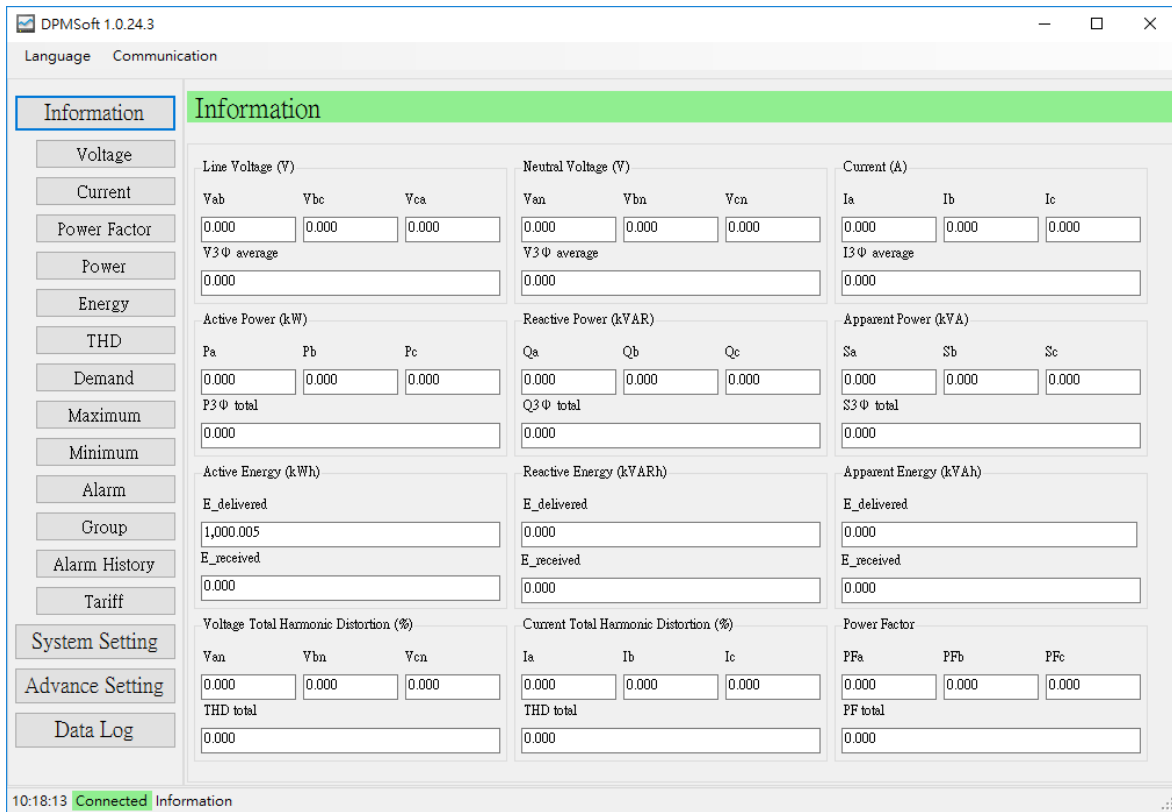 DPMSoft 1.0.24.3
Language Communication
Information
Voltage
Current
Power Factor
Power
Energy
THD
Demand
Maximum
Minimum
Alarm
Group
Alarm History
Tariff
System Setting
Advance Setting
Data Log
Information
Line Voltage (V)
Vab Vbc Vca
0.000 0.000 0.000
V3Φ average
0.000
Neutral Voltage (V)
Van Vbn Vcn
0.000 0.000 0.000
V3Φ average
0.000
Current (A)
Ia Ib Ic
0.000 0.000 0.000
I3Φ average
0.000
Active Power (kW)
Pa Pb Pc
0.000 0.000 0.000
P3Φ total
0.000
Reactive Power (kVAR)
Qa Qb Qc
0.000 0.000 0.000
Q3Φ total
0.000
Apparent Power (kVA)
Sa Sb Sc
0.000 0.000 0.000
S3Φ total
0.000
Active Energy (kWh)
E_delivered
1,000.005
E_received
0.000
Reactive Energy (kVARh)
E_delivered
0.000
E_received
0.000
Apparent Energy (kVAh)
E_delivered
0.000
E_received
0.000
Voltage Total Harmonic Distortion (%)
Van Vbn Vcn
0.000 0.000 0.000
THD total
0.000
Current Total Harmonic Distortion (%)
Ia Ib Ic
0.000 0.000 0.000
THD total
0.000
Power Factor
PFa PFb PFc
0.000 0.000 0.000
PF total
0.000
10:18:13 Connected Information